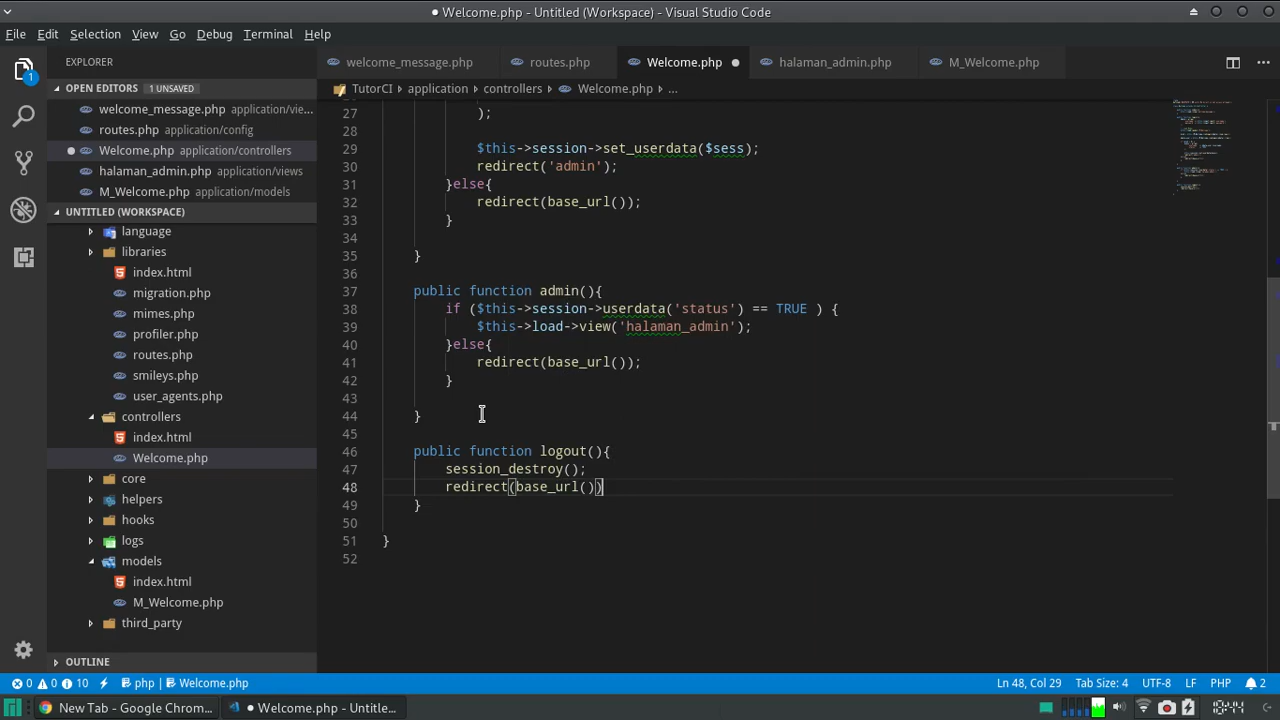 Welcome.php - Untitled (Workspace) - Visual Studio Code
File Edit Selection View Go Debug Terminal Help
EXPLORER
OPEN EDITORS 1 UNSAVED
welcome_message.php application/vie...
routes.php application/config
Welcome.php application/controllers
halaman_admin.php application/views
M_Welcome.php application/models
UNTITLED (WORKSPACE)
language
libraries
index.html
migration.php
mimes.php
profiler.php
routes.php
smileys.php
user_agents.php
controllers
index.html
Welcome.php
core
helpers
hooks
logs
models
index.html
M_Welcome.php
third_party
OUTLINE
welcome_message.php routes.php Welcome.php halaman_admin.php M_Welcome.php
TutorCI › application › controllers › Welcome.php › ...
27 );
28
29 $this->session->set_userdata($sess);
30 redirect('admin');
31 }else{
32 redirect(base_url());
33 }
34
35 }
36
37 public function admin(){
38 if ($this->session->userdata('status') == TRUE ) {
39 $this->load->view('halaman_admin');
40 }else{
41 redirect(base_url());
42 }
43
44 }
45
46 public function logout(){
47 session_destroy();
48 redirect(base_url())
49 }
50
51 }
52
0 0 10 php | Welcome.php Ln 48, Col 29 Tab Size: 4 UTF-8 LF PHP 2
New Tab - Google Chrom... Welcome.php - Untitle...